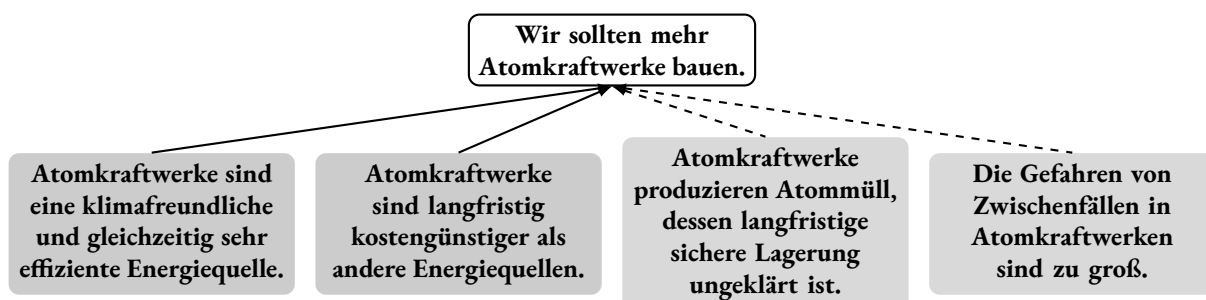 Wir sollten mehr
Atomkraftwerke bauen.
Atomkraftwerke sind
eine klimafreundliche
und gleichzeitig sehr
effiziente Energiequelle.
Atomkraftwerke
sind langfristig
kostengünstiger als
andere Energiequellen.
Atomkraftwerke
produzieren Atommüll,
dessen langfristige
sichere Lagerung
ungeklärt ist.
Die Gefahren von
Zwischenfällen in
Atomkraftwerken
sind zu groß.